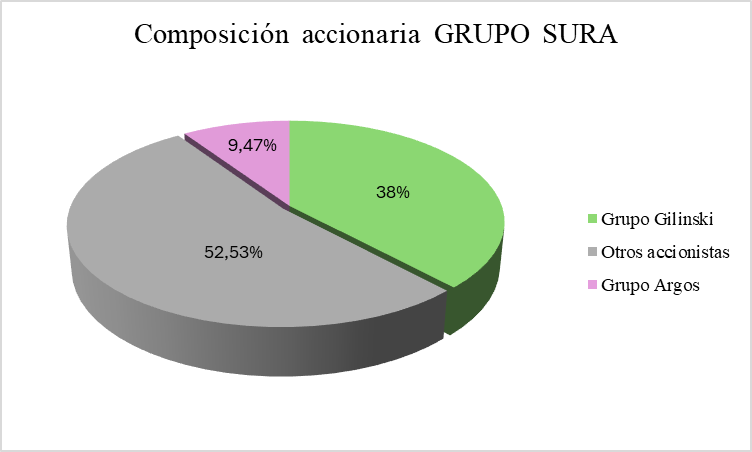 Composición accionaria GRUPO SURA
9,47%
38%
52,53%
Grupo Gilinski
Otros accionistas
Grupo Argos